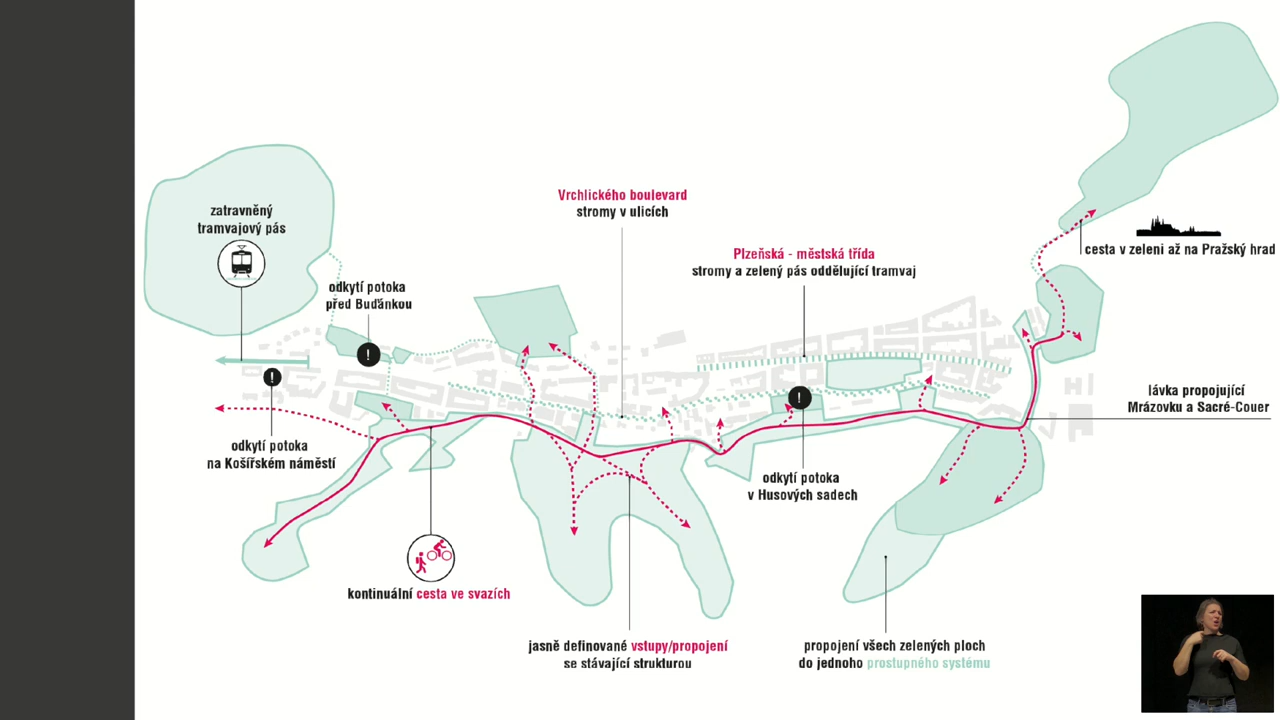 zatravněný
tramvajový pás
odkytí potoka
před Buďánkou
!
!
odkytí potoka
na Košířském náměstí
kontinuální cesta ve svazích
Vrchlického boulevard
stromy v ulicích
Plzeňská - městská třída
stromy a zelený pás oddělující tramvaj
!
odkytí potoka
v Husových sadech
jasně definované vstupy/propojení
se stávající strukturou
propojení všech zelených ploch
do jednoho prostupného systému
cesta v zeleni až na Pražský hrad
lávka propojující
Mrázovku a Sacré-Couer